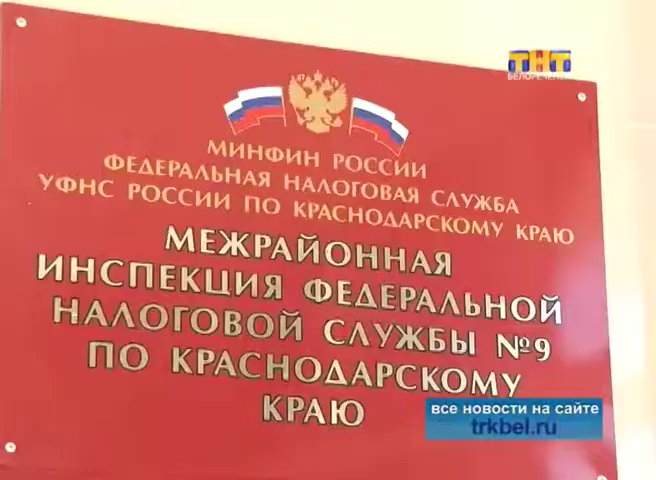 ТНТ
БЕЛОРЕЧЕНСК
МИНФИН РОССИИ
ФЕДЕРАЛЬНАЯ НАЛОГОВАЯ СЛУЖБА
УФНС РОССИИ ПО КРАСНОДАРСКОМУ КРАЮ
МЕЖРАЙОННАЯ
ИНСПЕКЦИЯ ФЕДЕРАЛЬНОЙ
НАЛОГОВОЙ СЛУЖБЫ №9
ПО КРАСНОДАРСКОМУ
КРАЮ
все новости на сайте
trkbel.ru